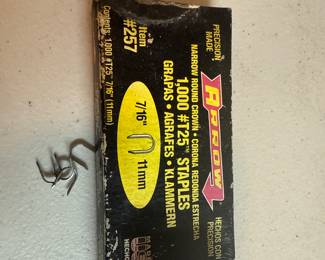 Item
#257
Contents: 1,000 #T25 7/16" (11mm)
PRECISION
MADE
ARROW
HECHOS CON
PRECISION
NARROW ROUND CROWN • CORONA REDONDA ESTRECHA
1,000 #T25™ STAPLES
GRAPAS • AGRAFES • KLAMMERN
7/16"
11mm